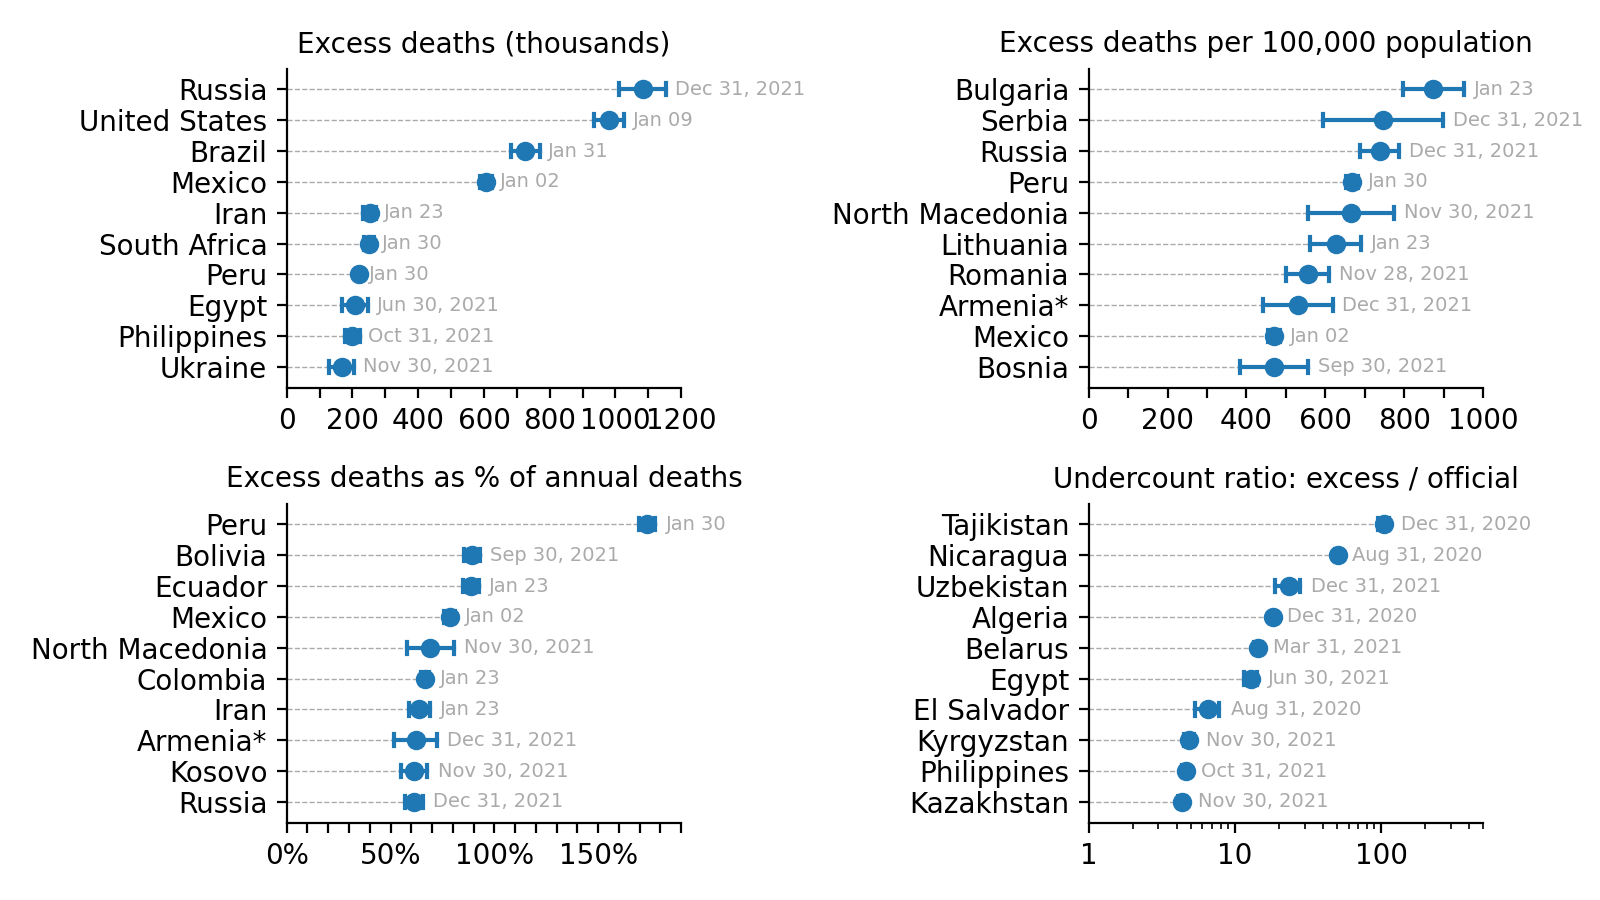 Excess deaths (thousands)
Russia Dec 31, 2021
United States Jan 09
Brazil Jan 31
Mexico Jan 02
Iran Jan 23
South Africa Jan 30
Peru Jan 30
Egypt Jun 30, 2021
Philippines Oct 31, 2021
Ukraine Nov 30, 2021
0 200 400 600 800 1000 1200
Excess deaths per 100,000 population
Bulgaria Jan 23
Serbia Dec 31, 2021
Russia Dec 31, 2021
Peru Jan 30
North Macedonia Nov 30, 2021
Lithuania Jan 23
Romania Nov 28, 2021
Armenia* Dec 31, 2021
Mexico Jan 02
Bosnia Sep 30, 2021
0 200 400 600 800 1000
Excess deaths as % of annual deaths
Peru Jan 30
Bolivia Sep 30, 2021
Ecuador Jan 23
Mexico Jan 02
North Macedonia Nov 30, 2021
Colombia Jan 23
Iran Jan 23
Armenia* Dec 31, 2021
Kosovo Nov 30, 2021
Russia Dec 31, 2021
0% 50% 100% 150%
Undercount ratio: excess / official
Tajikistan Dec 31, 2020
Nicaragua Aug 31, 2020
Uzbekistan Dec 31, 2021
Algeria Dec 31, 2020
Belarus Mar 31, 2021
Egypt Jun 30, 2021
El Salvador Aug 31, 2020
Kyrgyzstan Nov 30, 2021
Philippines Oct 31, 2021
Kazakhstan Nov 30, 2021
1 10 100